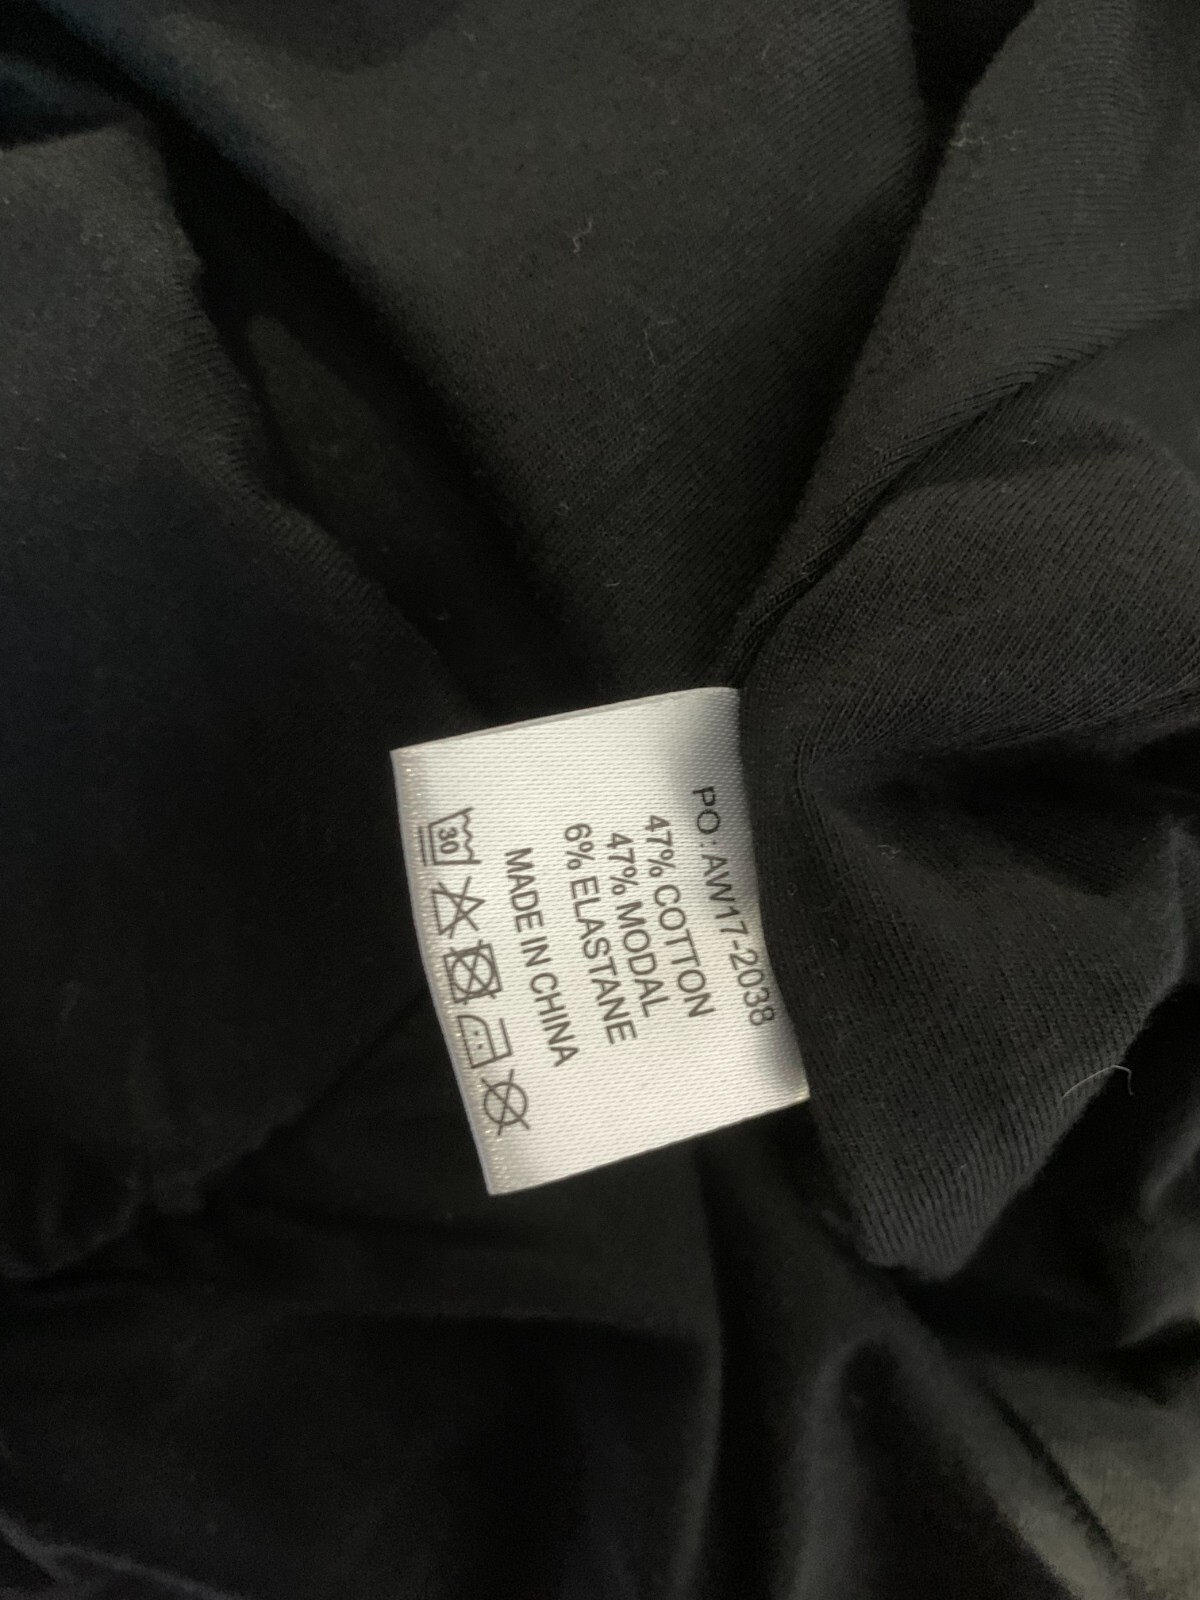 PO: AW17-2038
47% COTTON
47% MODAL
6% ELASTANE
MADE IN CHINA
30